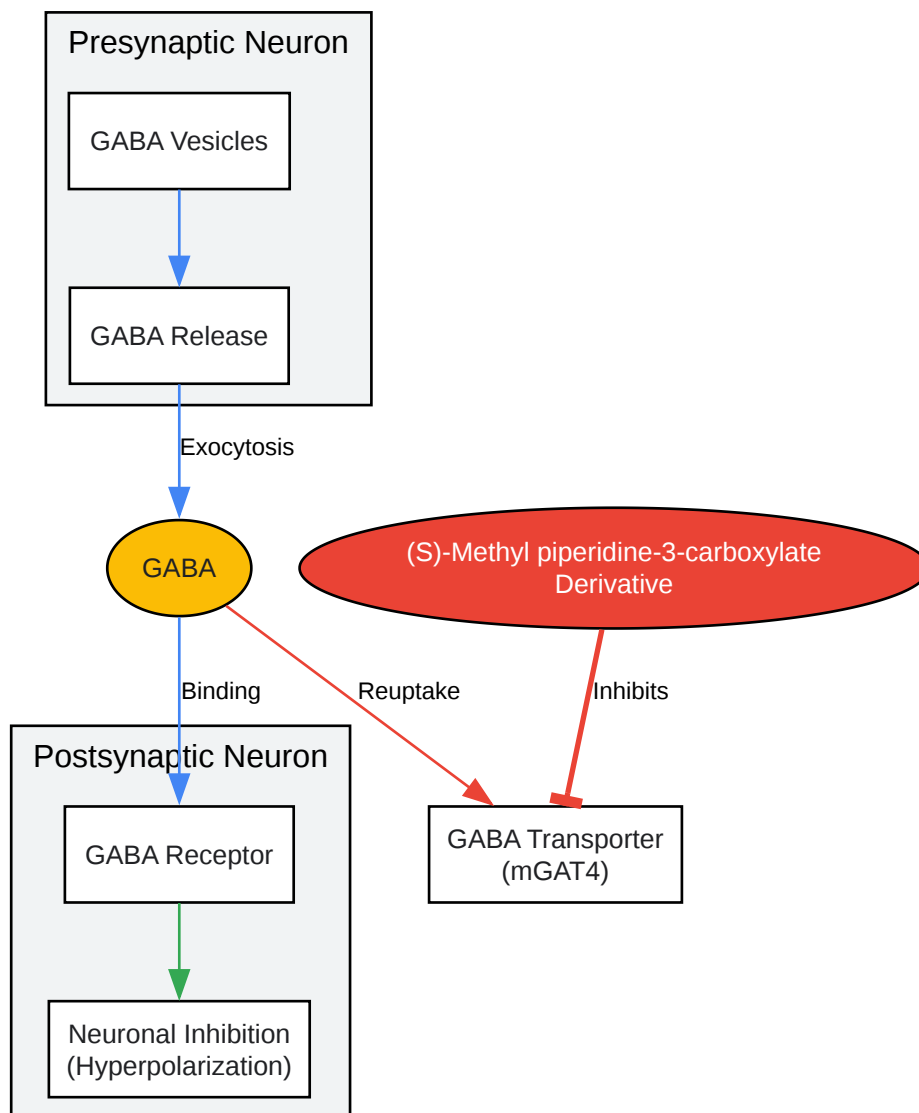 Presynaptic Neuron
GABA Vesicles
GABA Release
Exocytosis
GABA
(S)-Methyl piperidine-3-carboxylate
Derivative
Binding
Reuptake
Inhibits
Postsynaptic Neuron
GABA Receptor
GABA Transporter
(mGAT4)
Neuronal Inhibition
(Hyperpolarization)